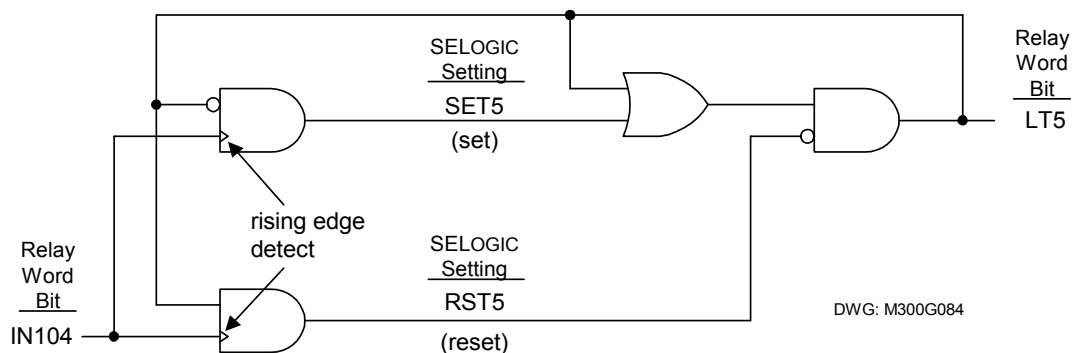 SELOGIC
Setting
SET5
(set)
Relay
Word
Bit
LT5
rising edge
detect
Relay
Word
Bit
IN104
SELOGIC
Setting
RST5
(reset)
DWG: M300G084